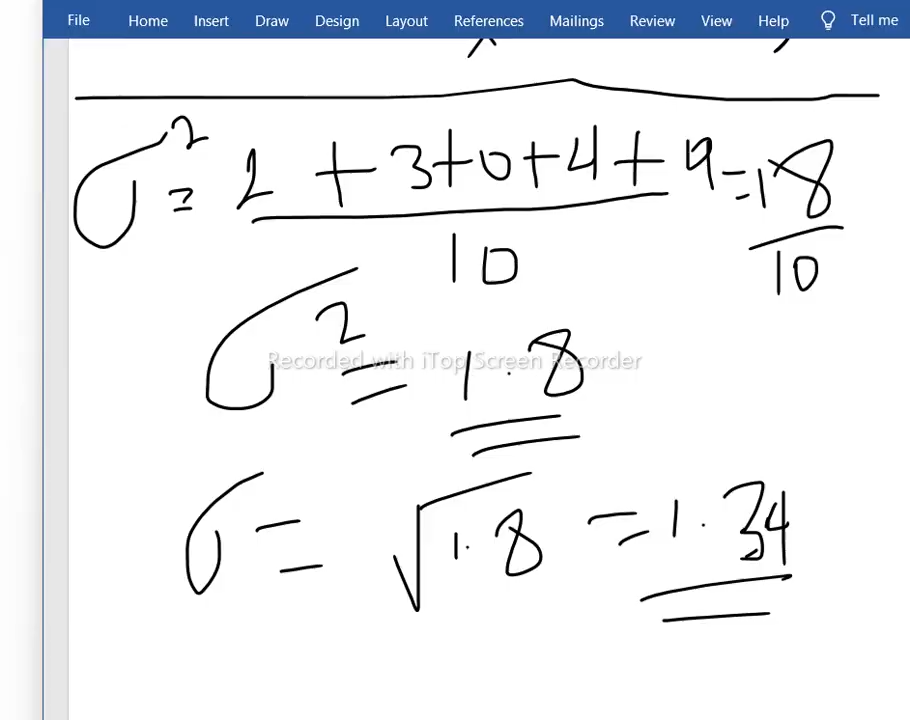 File Home Insert Draw Design Layout References Mailings Review View Help Tell me
σ² = 2 + 3+0+4+9 = 18
10 10
σ² = 1.8
Recorded with iTop Screen Recorder
σ = √1.8 = 1.34